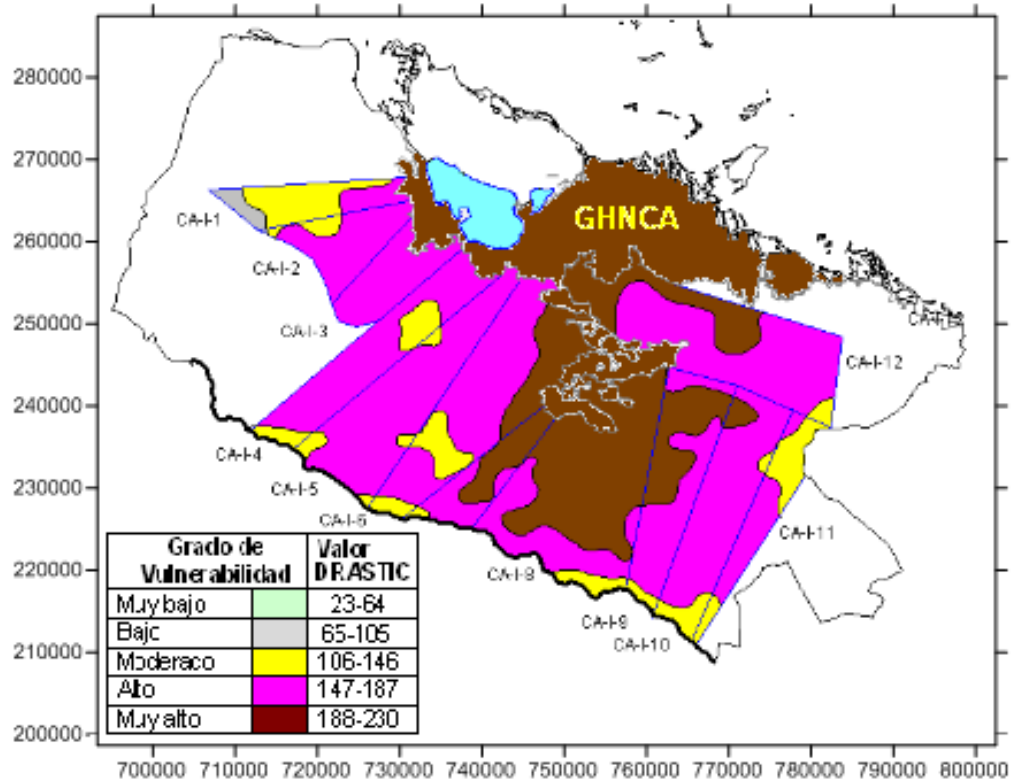 280000
270000
260000
250000
240000
230000
220000
210000
200000
GHNCA
CA-I-1
CA-I-2
CA-I-3
CA-I-4
CA-I-5
CA-I-6
CA-I-9
CA-I-10
CA-I-11
CA-I-12
Grado de Vulnerabilidad
Valor DRASTIC
Muy bajo 23-64
Bajo 65-105
Moderaco 106-146
Alto 147-187
Muy alto 188-230
700000 710000 720000 730000 740000 750000 760000 770000 780000 790000 800000